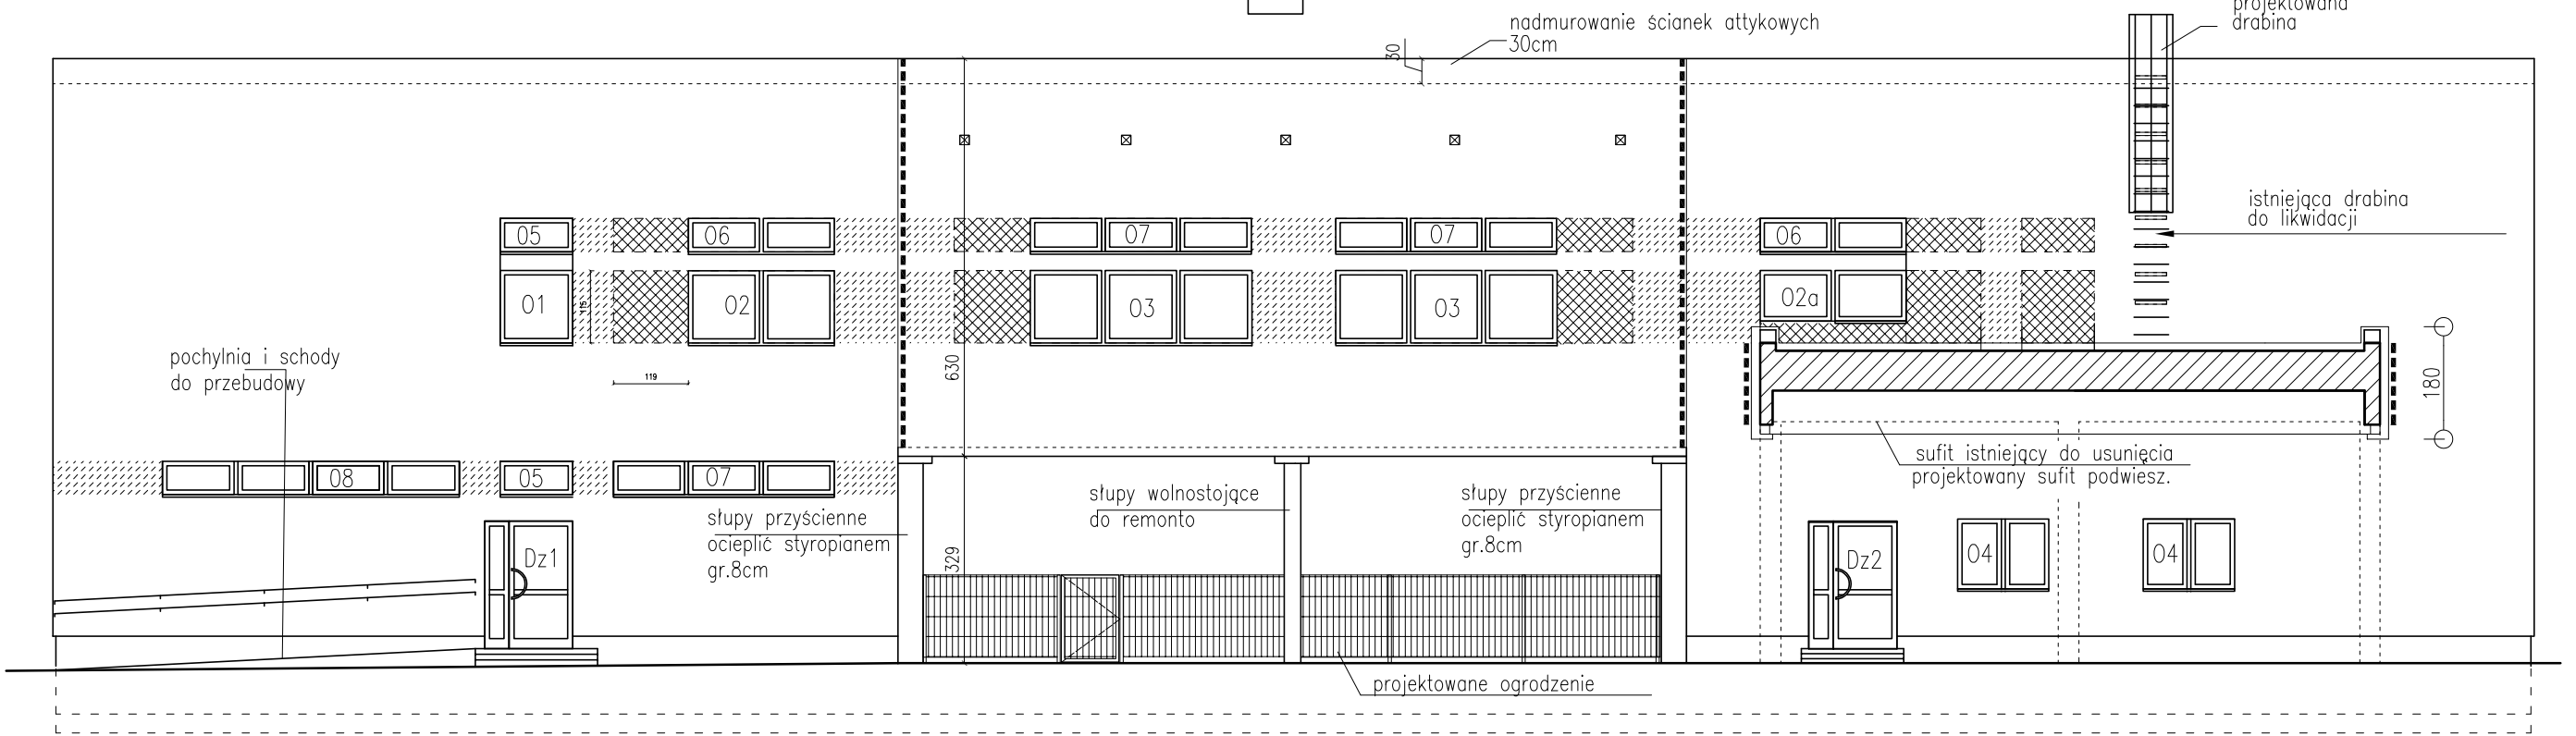 nadmurowanie ścianek attykowych
30cm
30
projektowana
drabina
istniejąca drabina
do likwidacji
05
06
07
07
06
01
115
02
03
03
02a
630
119
180
pochylnia i schody
do przebudowy
08
05
07
sufit istniejący do usunięcia
projektowany sufit podwiesz.
słupy przyścienne
ocieplić styropianem
gr.8cm
słupy wolnostojące
do remonto
słupy przyścienne
ocieplić styropianem
gr.8cm
329
Dz1
Dz2
04
04
projektowane ogrodzenie